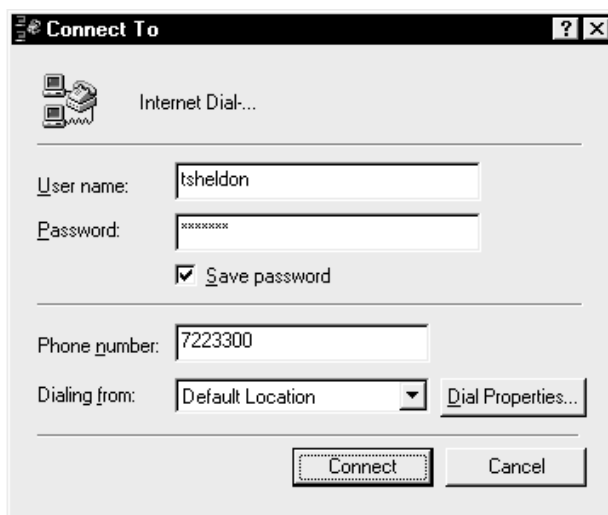 Connect To
Internet Dial-...
User name: tsheldon
Password: *******
Save password
Phone number: 7223300
Dialing from: Default Location Dial Properties...
Connect Cancel